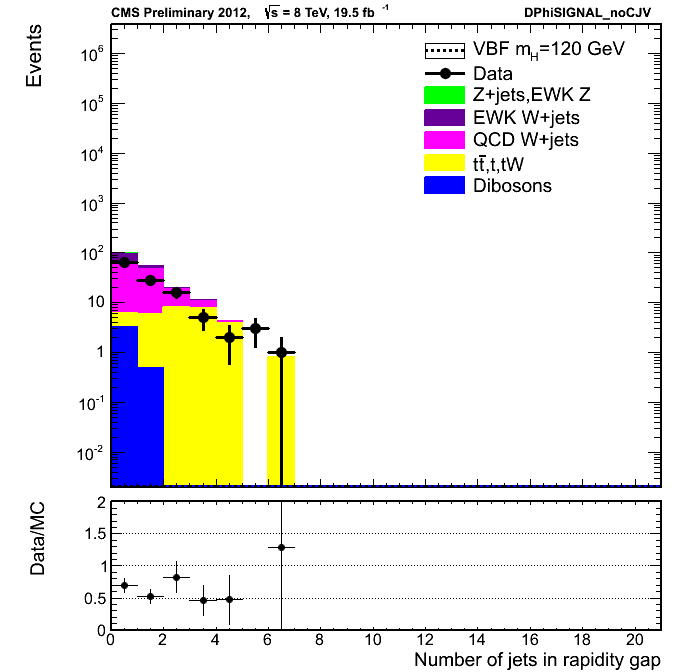 CMS Preliminary 2012, √s = 8 TeV, 19.5 fb⁻¹ DPhiSIGNAL_noCJV
Events
VBF m_H=120 GeV
Data
Z+jets,EWK Z
EWK W+jets
QCD W+jets
tt̄,t,tW
Dibosons
10⁶
10⁵
10⁴
10³
10²
10
1
10⁻¹
10⁻²
Data/MC
2
1.5
1
0.5
0
0 2 4 6 8 10 12 14 16 18 20
Number of jets in rapidity gap